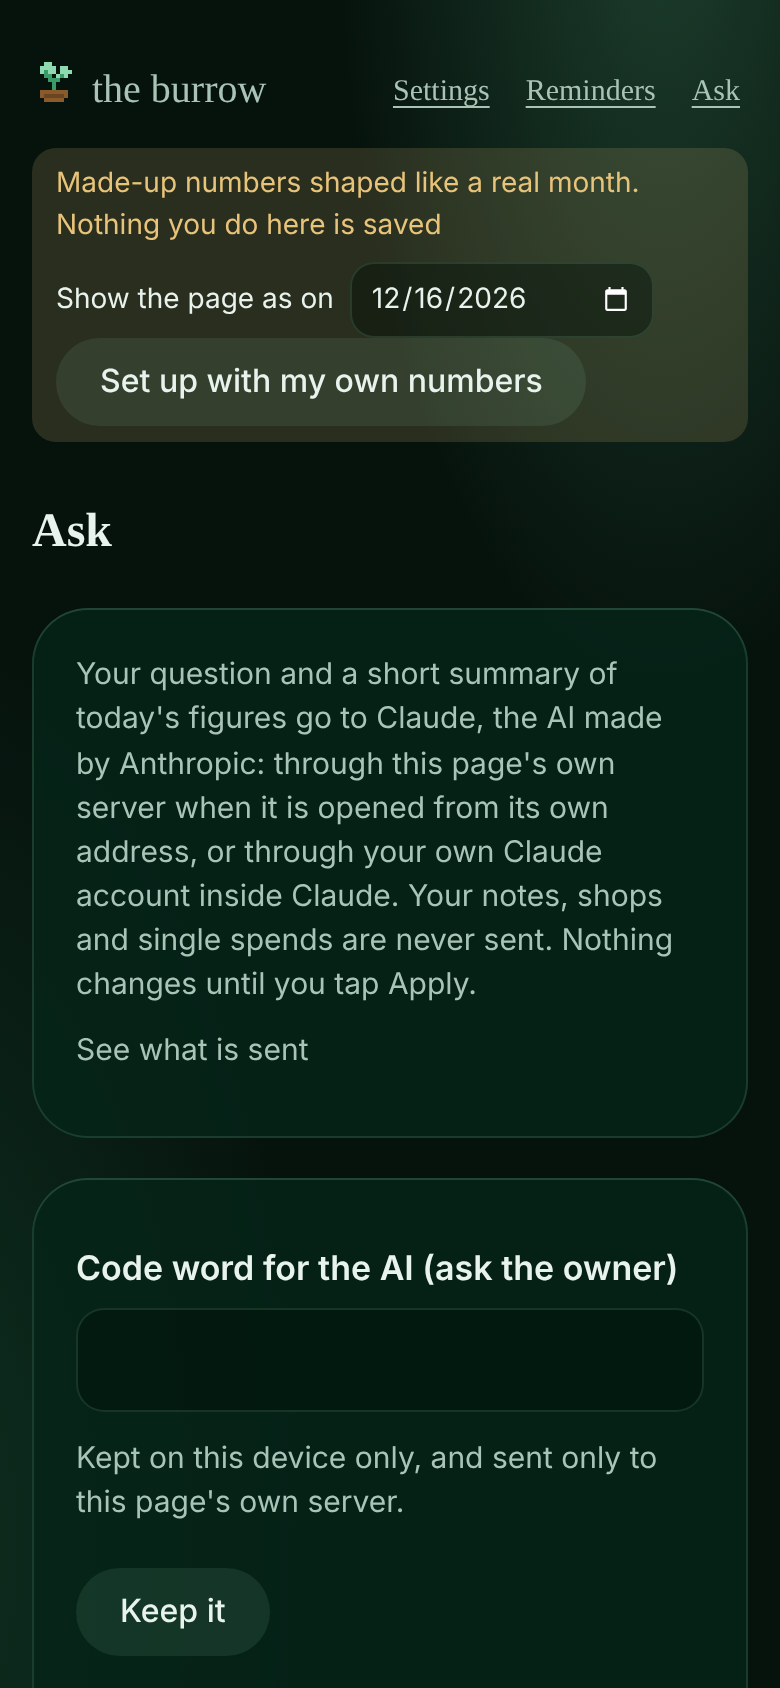 the burrow
Settings
Reminders
Ask
Made-up numbers shaped like a real month.
Nothing you do here is saved
Show the page as on
12/16/2026
Set up with my own numbers
Ask
Your question and a short summary of
today's figures go to Claude, the AI made
by Anthropic: through this page's own
server when it is opened from its own
address, or through your own Claude
account inside Claude. Your notes, shops
and single spends are never sent. Nothing
changes until you tap Apply.
See what is sent
Code word for the AI (ask the owner)
Kept on this device only, and sent only to
this page's own server.
Keep it